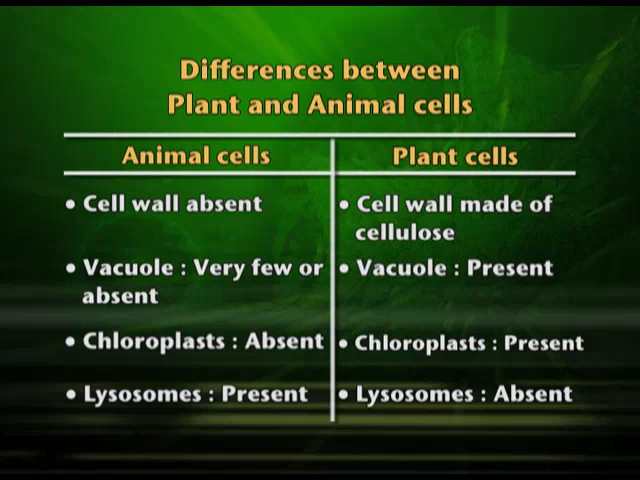 Differences between
Plant and Animal cells
Animal cells
Plant cells
• Cell wall absent
• Cell wall made of
cellulose
• Vacuole : Very few or
absent
• Vacuole : Present
• Chloroplasts : Absent
• Chloroplasts : Present
• Lysosomes : Present
• Lysosomes : Absent